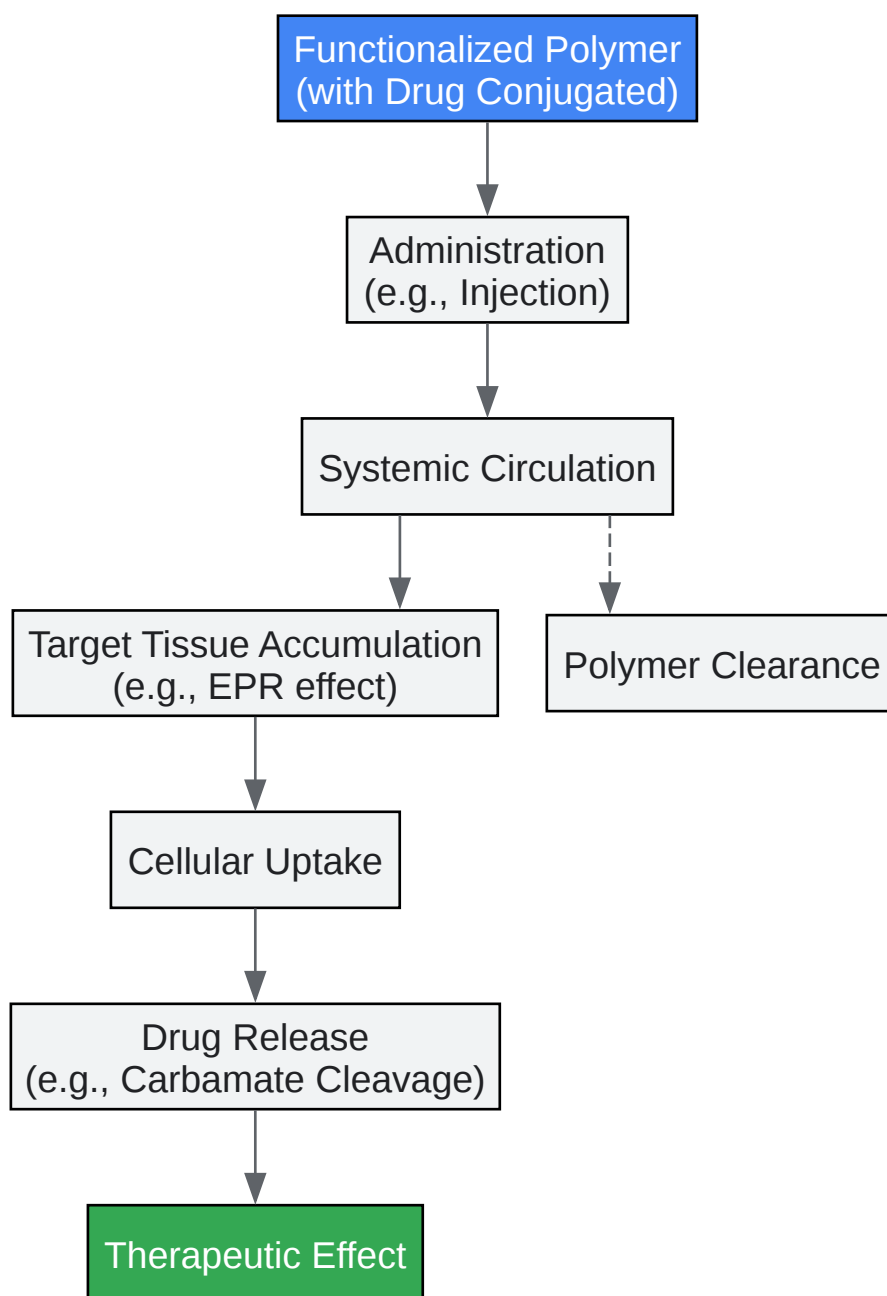 Functionalized Polymer
(with Drug Conjugated)
Administration
(e.g., Injection)
Systemic Circulation
Target Tissue Accumulation
(e.g., EPR effect)
Polymer Clearance
Cellular Uptake
Drug Release
(e.g., Carbamate Cleavage)
Therapeutic Effect